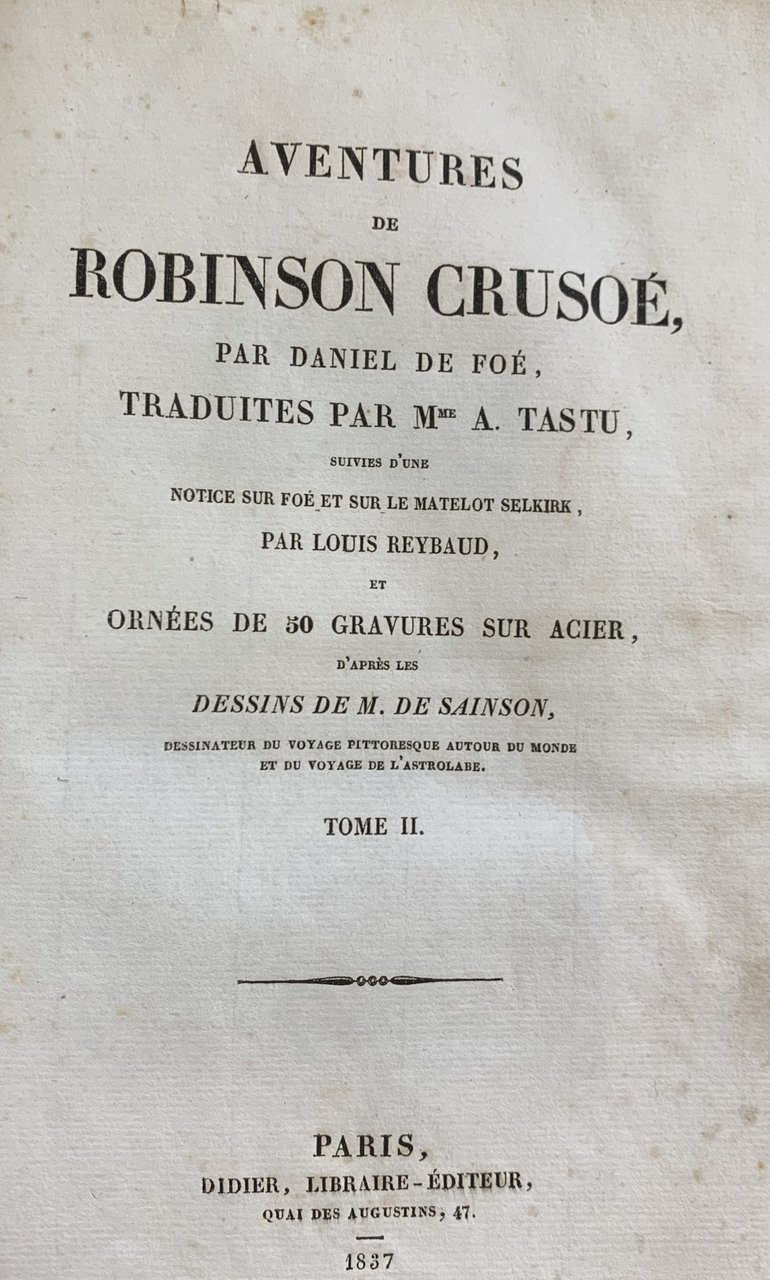 AVENTURES
DE
ROBINSON CRUSOÉ,
PAR DANIEL DE FOÉ,
TRADUITES PAR Mᵐᵉ A. TASTU,
SUIVIES D'UNE
NOTICE SUR FOÉ ET SUR LE MATELOT SELKIRK,
PAR LOUIS REYBAUD,
ET
ORNÉES DE 50 GRAVURES SUR ACIER,
D'APRÈS LES
DESSINS DE M. DE SAINSON,
DESSINATEUR DU VOYAGE PITTORESQUE AUTOUR DU MONDE
ET DU VOYAGE DE L'ASTROLABE.
TOME II.
PARIS,
DIDIER, LIBRAIRE-ÉDITEUR,
QUAI DES AUGUSTINS, 47.
1837